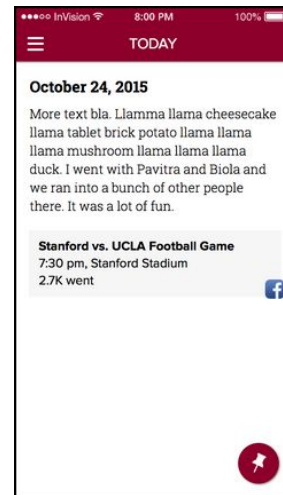 InVision 8:00 PM 100%
TODAY
October 24, 2015
More text bla. Llamma llama cheesecake
llama tablet brick potato llama llama
llama mushroom llama llama llama
duck. I went with Pavitra and Biola and
we ran into a bunch of other people
there. It was a lot of fun.
Stanford vs. UCLA Football Game
7:30 pm, Stanford Stadium
2.7K went
f